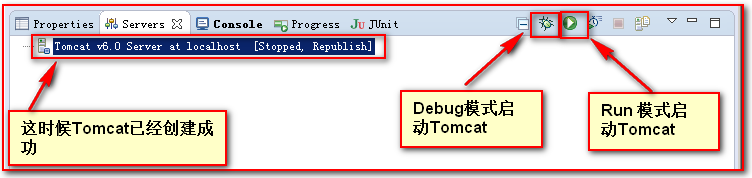 Properties Servers Console Progress JUnit
Tomcat v6.0 Server at localhost [Stopped, Republish]
这时候Tomcat已经创建成
功
Debug模式启
动Tomcat
Run 模式启
动Tomcat